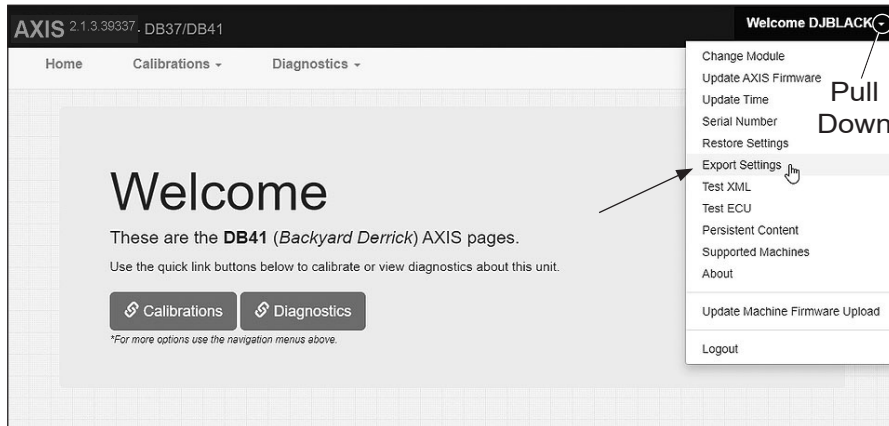 AXIS 2.1.3.39337. DB37/DB41
Welcome DJBLACK
Home Calibrations Diagnostics
Change Module
Update AXIS Firmware
Update Time
Serial Number
Restore Settings
Export Settings
Test XML
Test ECU
Persistent Content
Supported Machines
About
Update Machine Firmware Upload
Logout
Pull
Down
Welcome
These are the DB41 (Backyard Derrick) AXIS pages.
Use the quick link buttons below to calibrate or view diagnostics about this unit.
Calibrations Diagnostics
*For more options use the navigation menus above.